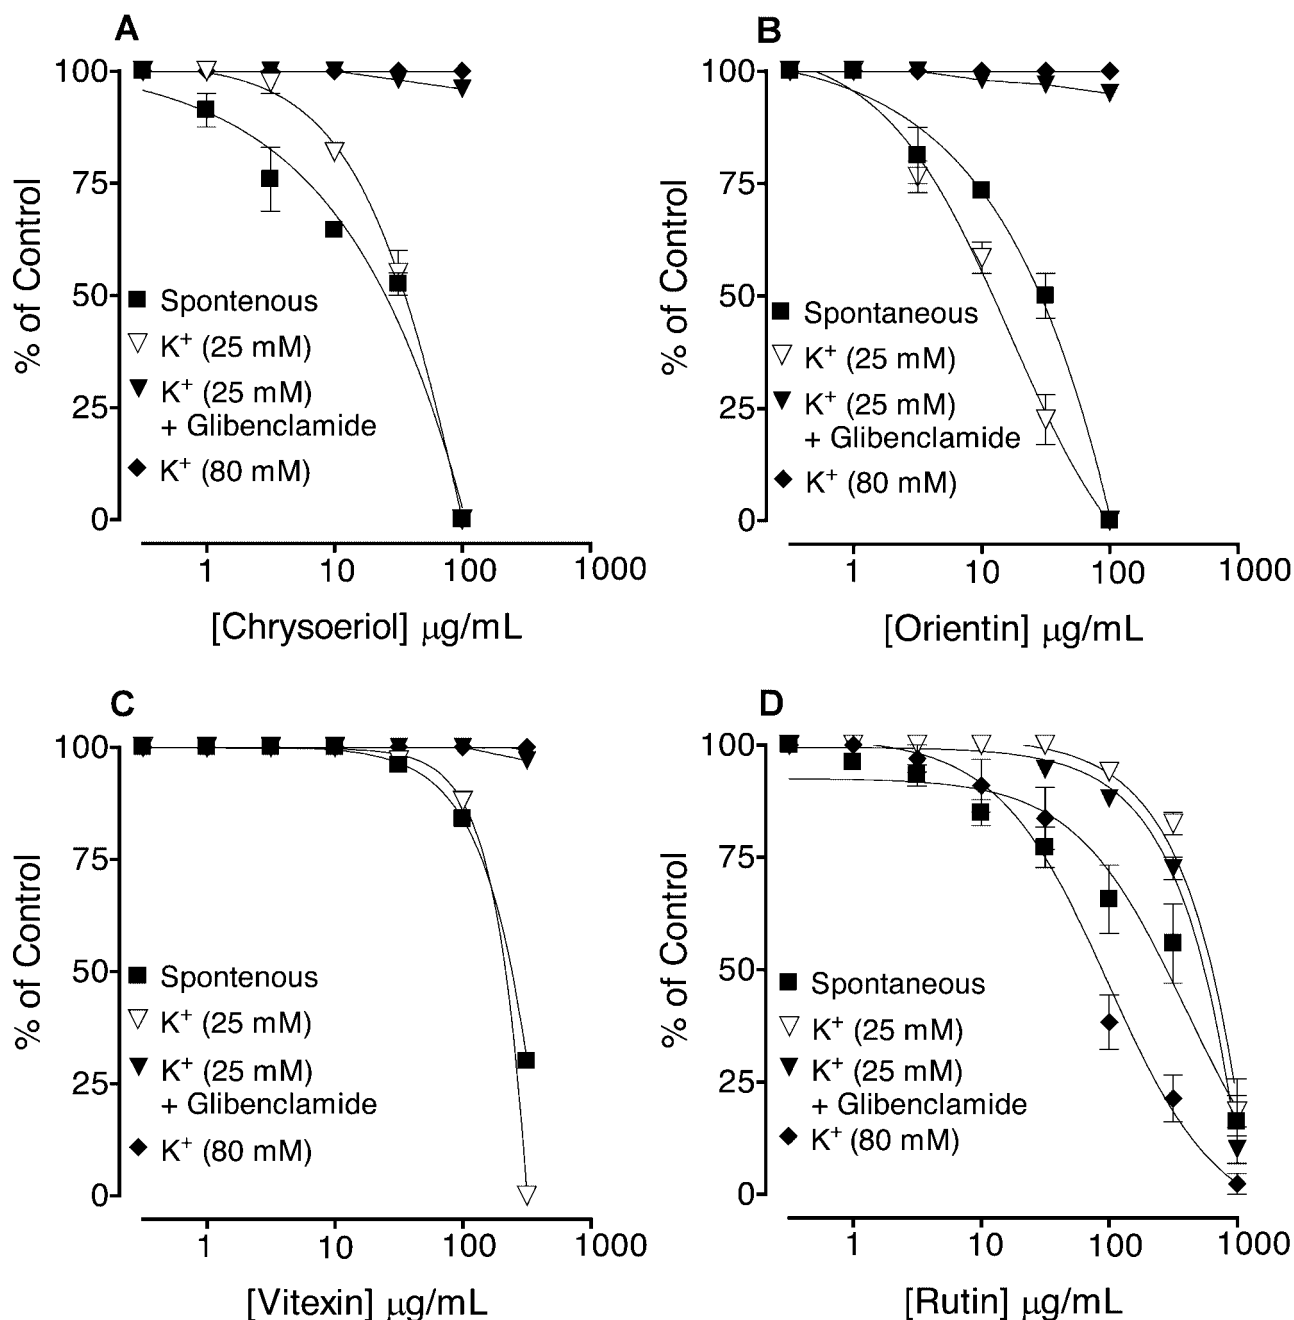 A
100
75
50
25
0
% of Control
Spontenous
K⁺ (25 mM)
K⁺ (25 mM)
+ Glibenclamide
K⁺ (80 mM)
1 10 100 1000
[Chrysoeriol] μg/mL
B
100
75
50
25
0
% of Control
Spontaneous
K⁺ (25 mM)
K⁺ (25 mM)
+ Glibenclamide
K⁺ (80 mM)
1 10 100 1000
[Orientin] μg/mL
C
100
75
50
25
0
% of Control
Spontenous
K⁺ (25 mM)
K⁺ (25 mM)
+ Glibenclamide
K⁺ (80 mM)
1 10 100 1000
[Vitexin] μg/mL
D
100
75
50
25
0
% of Control
Spontaneous
K⁺ (25 mM)
K⁺ (25 mM)
+ Glibenclamide
K⁺ (80 mM)
1 10 100 1000
[Rutin] μg/mL